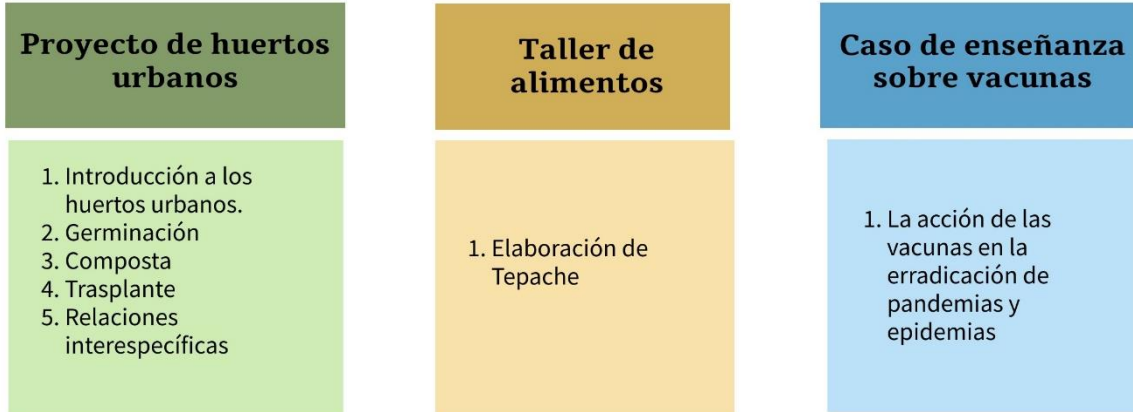 Proyecto de huertos
urbanos
1. Introducción a los
huertos urbanos.
2. Germinación
3. Composta
4. Trasplante
5. Relaciones
interespecíficas
Taller de
alimentos
1. Elaboración de
Tepache
Caso de enseñanza
sobre vacunas
1. La acción de las
vacunas en la
erradicación de
pandemias y
epidemias